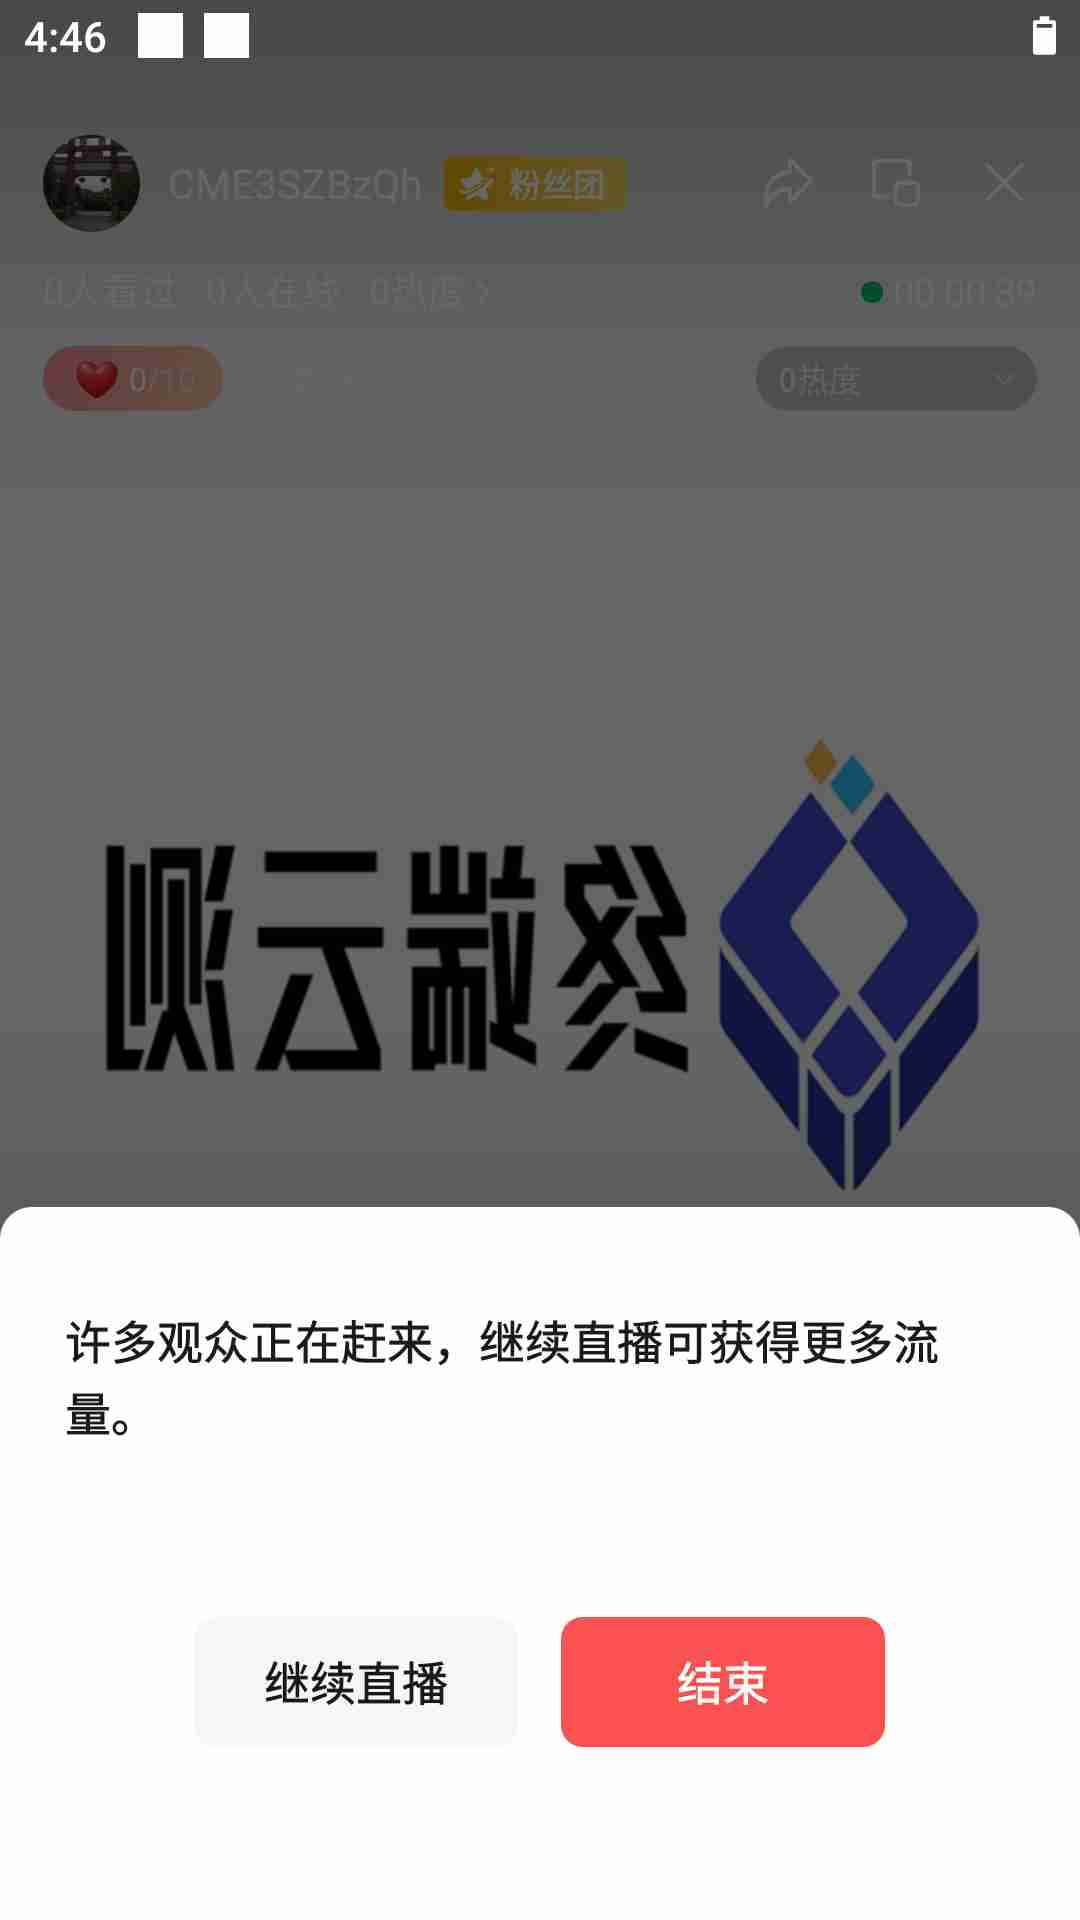 4:46
CME3SZBzQh 粉丝团
0人看过 0人在线 0热度
00:00:39
0/10
0热度
终端云测
许多观众正在赶来，继续直播可获得更多流
量。
继续直播
结束